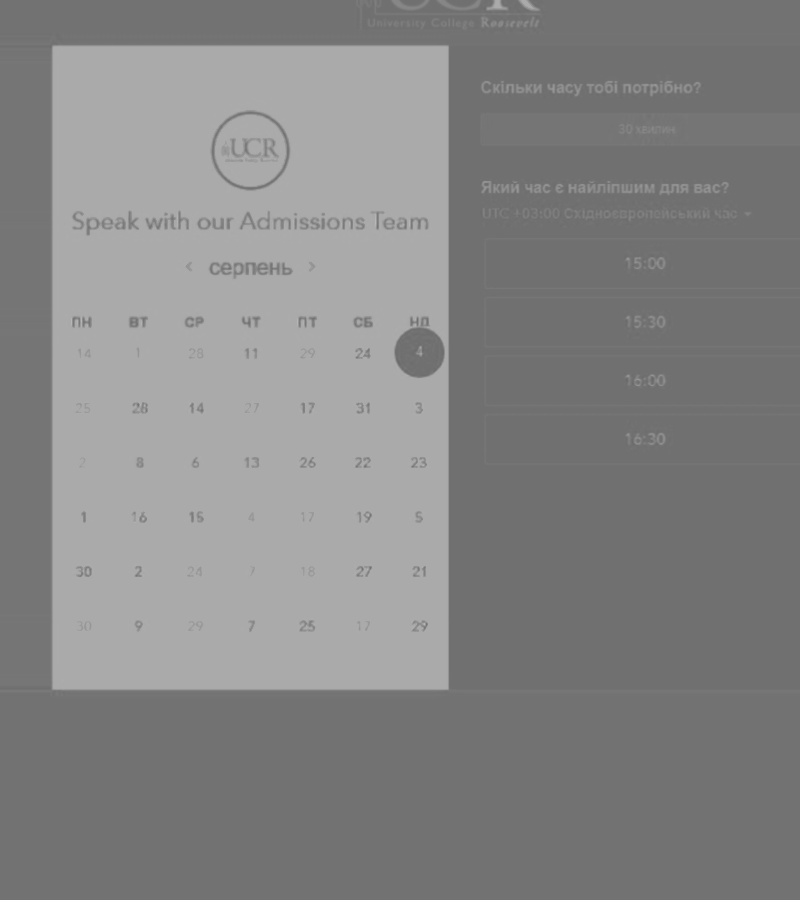 UCR
University College Roosevelt
UCR
Speak with our Admissions Team
серпень
ПН ВТ СР ЧТ ПТ СБ НД
14 1 28 11 29 24 4
25 28 14 27 17 31 3
2 8 6 13 26 22 23
1 16 15 4 17 19 5
30 2 24 7 18 27 21
30 9 29 7 25 12 29
Скільки часу тобі потрібно?
30 хвилин
Який час є найліпшим для вас?
UTC +03:00 Східноєвропейський час
15:00
15:30
16:00
16:30